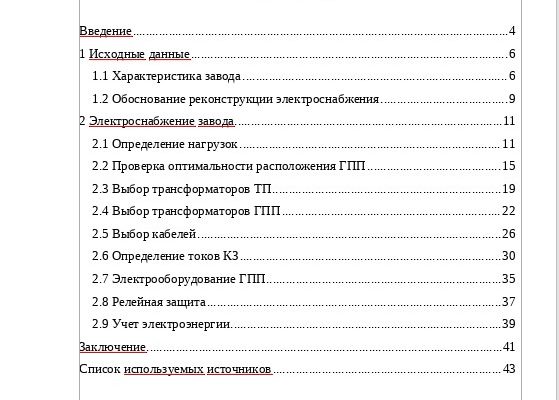 Введение 4
1 Исходные данные 6
1.1 Характеристика завода 6
1.2 Обоснование реконструкции электроснабжения 9
2 Электроснабжение завода 11
2.1 Определение нагрузок 11
2.2 Проверка оптимальности расположения ГПП 15
2.3 Выбор трансформаторов ТП 19
2.4 Выбор трансформаторов ГПП 22
2.5 Выбор кабелей 26
2.6 Определение токов КЗ 30
2.7 Электрооборудование ГПП 35
2.8 Релейная защита 37
2.9 Учет электроэнергии 39
Заключение 41
Список используемых источников 43